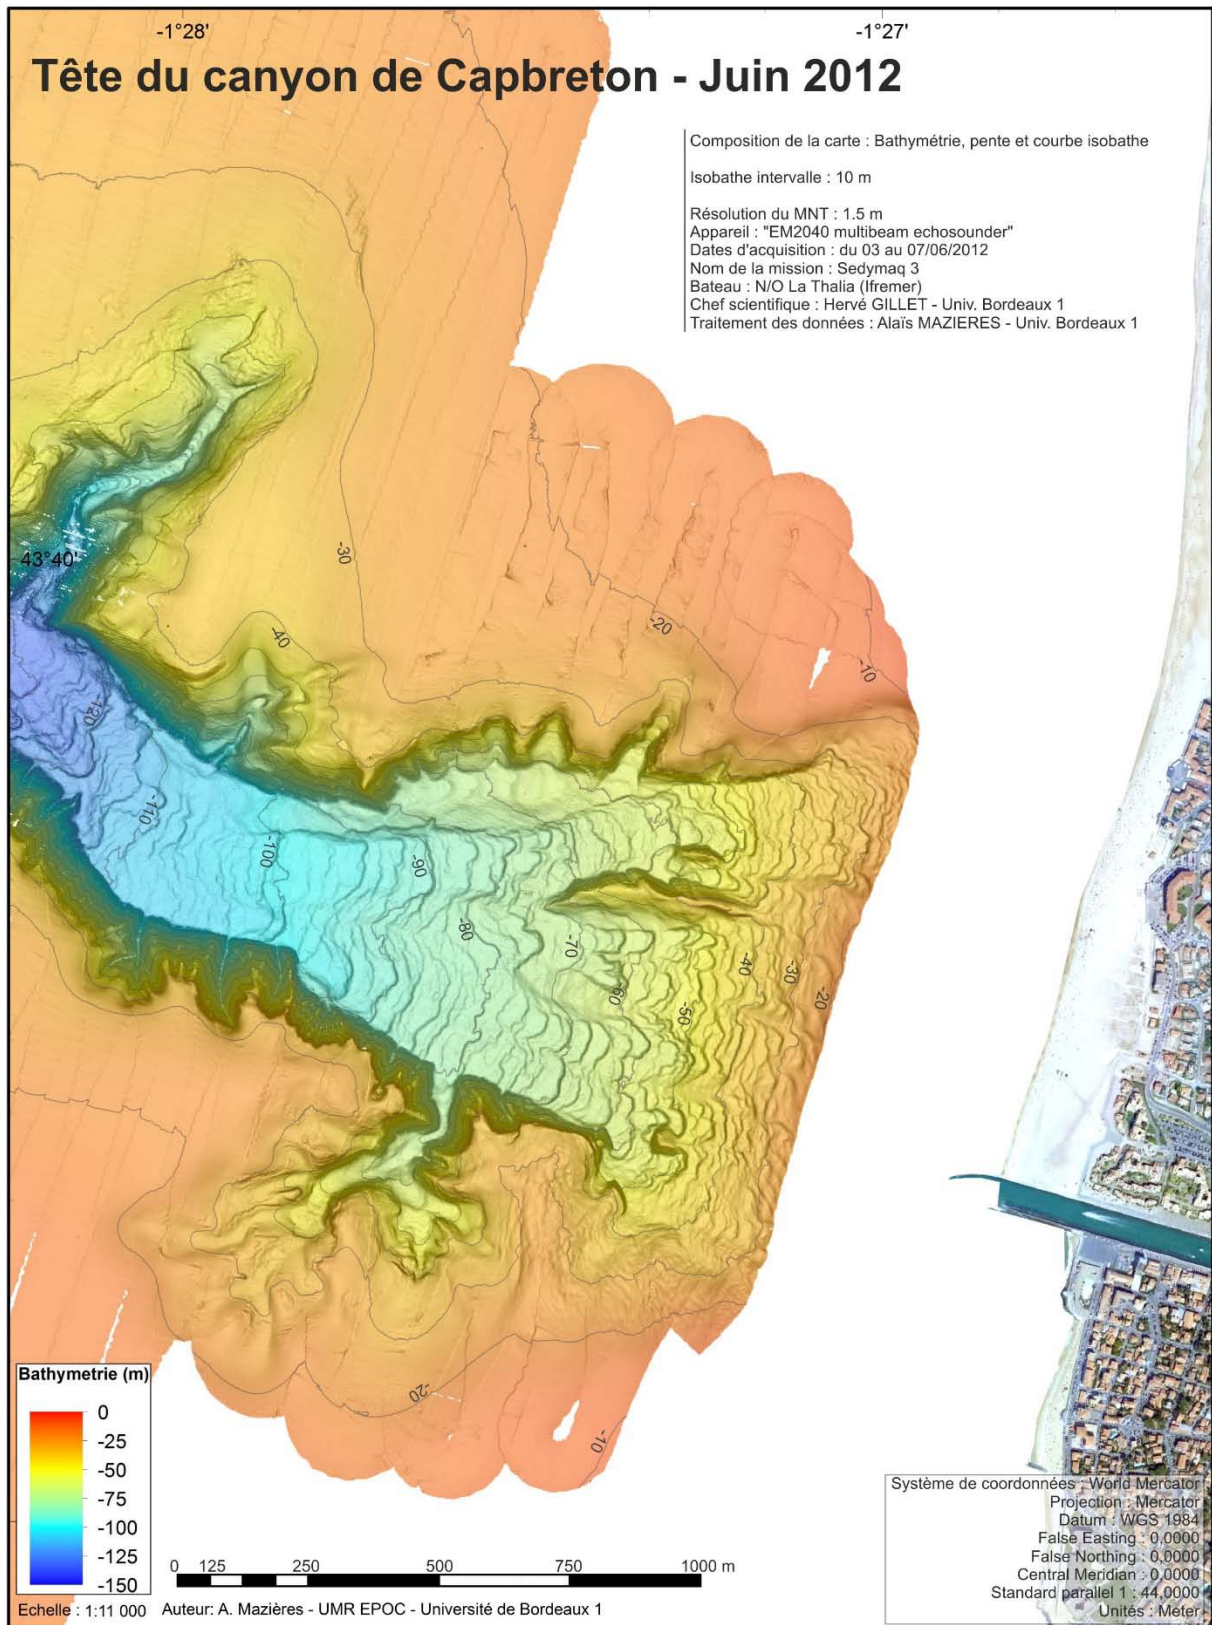 -1°28'
-1°27'
Tête du canyon de Capbreton - Juin 2012
Composition de la carte : Bathymétrie, pente et courbe isobathe
Isobathe intervalle : 10 m
Résolution du MNT : 1.5 m
Appareil : "EM2040 multibeam echosounder"
Dates d'acquisition : du 03 au 07/06/2012
Nom de la mission : Sedymaq 3
Bateau : N/O La Thalia (Ifremer)
Chef scientifique : Hervé GILLET - Univ. Bordeaux 1
Traitement des données : Alaïs MAZIERES - Univ. Bordeaux 1
43°40'
-30
-40
-20
-10
-120
-110
-100
-90
-80
-70
-60
-50
-40
-30
-20
-20
-10
Bathymetrie (m)
0
-25
-50
-75
-100
-125
-150
Echelle : 1:11 000
0 125 250 500 750 1000 m
Auteur: A. Mazières - UMR EPOC - Université de Bordeaux 1
Système de coordonnées : World Mercator
Projection : Mercator
Datum : WGS 1984
False Easting : 0,0000
False Northing : 0,0000
Central Meridian : 0,0000
Standard parallel 1 : 44,0000
Unités : Meter